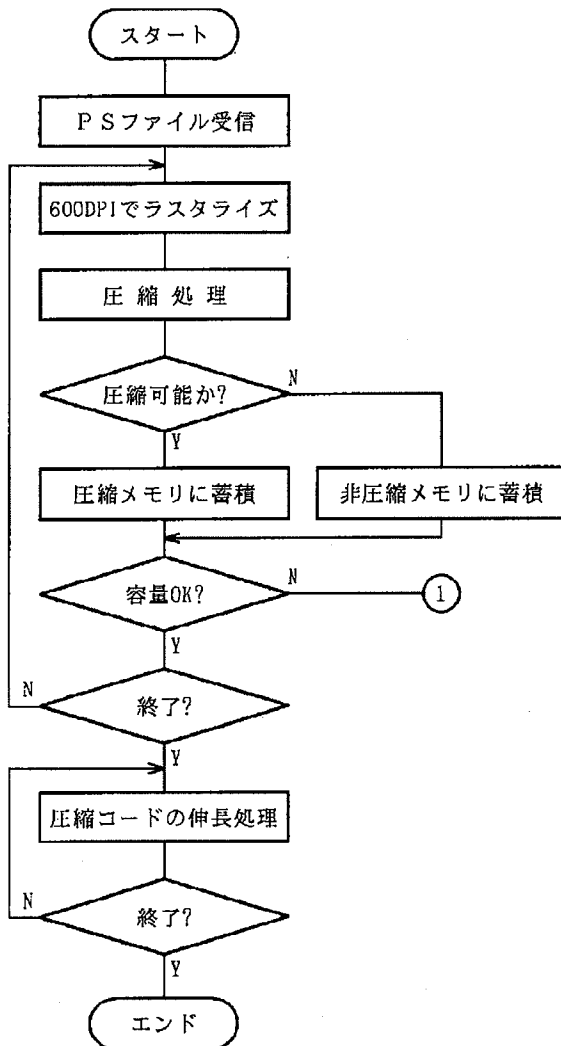 スタート
PSファイル受信
600DPIでラスタライズ
圧縮処理
圧縮可能か?
N
Y
圧縮メモリに蓄積
非圧縮メモリに蓄積
容量OK?
N
1
Y
N
終了?
Y
圧縮コードの伸長処理
N
終了?
Y
エンド